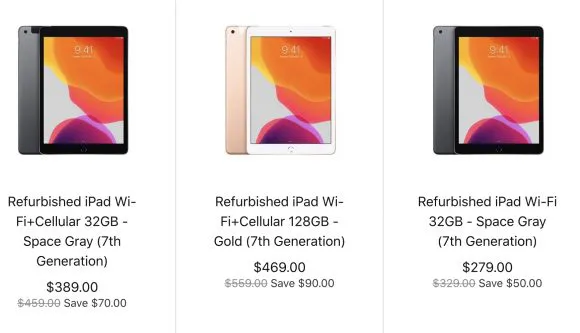 9:41
9:41
9:41
Refurbished iPad Wi-
Fi+Cellular 32GB -
Space Gray (7th
Generation)
$389.00
$459.00 Save $70.00
Refurbished iPad Wi-
Fi+Cellular 128GB -
Gold (7th Generation)
$469.00
$559.00 Save $90.00
Refurbished iPad Wi-Fi
32GB - Space Gray
(7th Generation)
$279.00
$329.00 Save $50.00